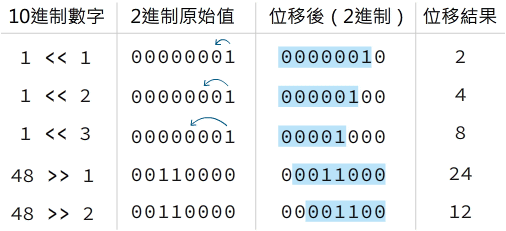 10進制數字 2進制原始值 位移後(2進制) 位移結果
1 << 1 00000001 00000010 2
1 << 2 00000001 00000100 4
1 << 3 00000001 00001000 8
48 >> 1 00110000 00011000 24
48 >> 2 00110000 00001100 12